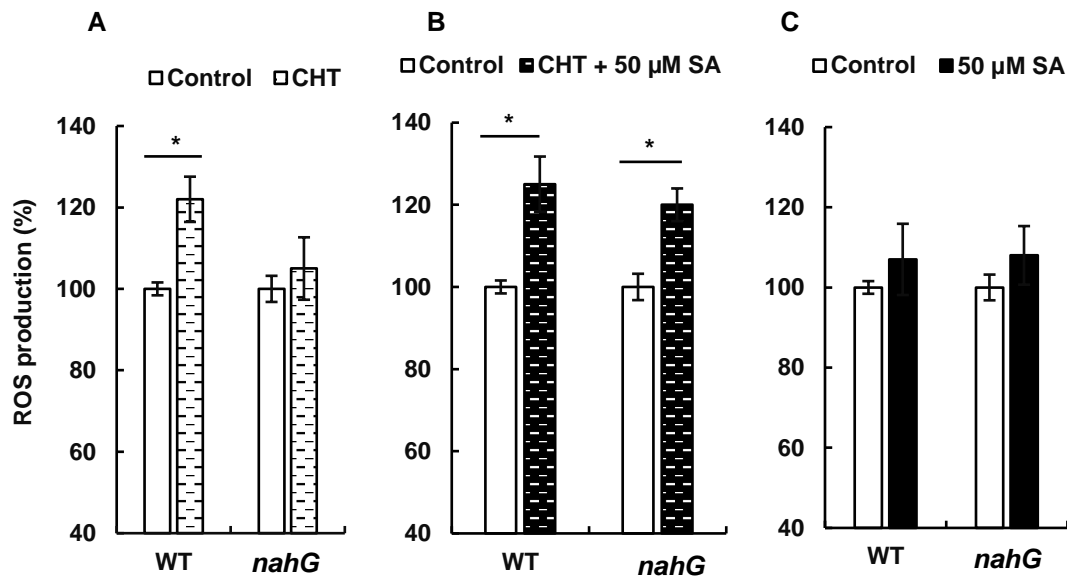 A
B
C
Control CHT
Control CHT + 50 µM SA
Control 50 µM SA
ROS production (%)
140
120
100
80
60
40
WT nahG
*
140
120
100
80
60
40
WT nahG
*
*
140
120
100
80
60
40
WT nahG